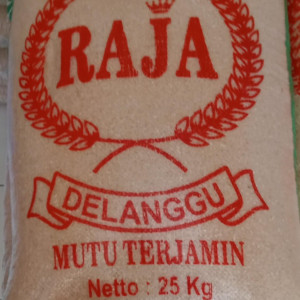 RAJA
DELANGGU
MUTU TERJAMIN
Netto : 25 Kg